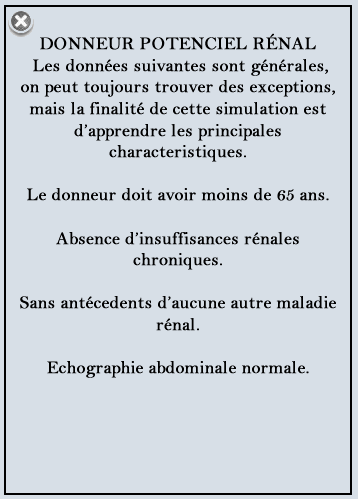 DONNEUR POTENCIEL RÉNAL
Les données suivantes sont générales,
on peut toujours trouver des exceptions,
mais la finalité de cette simulation est
d'apprendre les principales
characteristiques.
Le donneur doit avoir moins de 65 ans.
Absence d'insuffisances rénales
chroniques.
Sans antécedents d'aucune autre maladie
rénal.
Echographie abdominale normale.